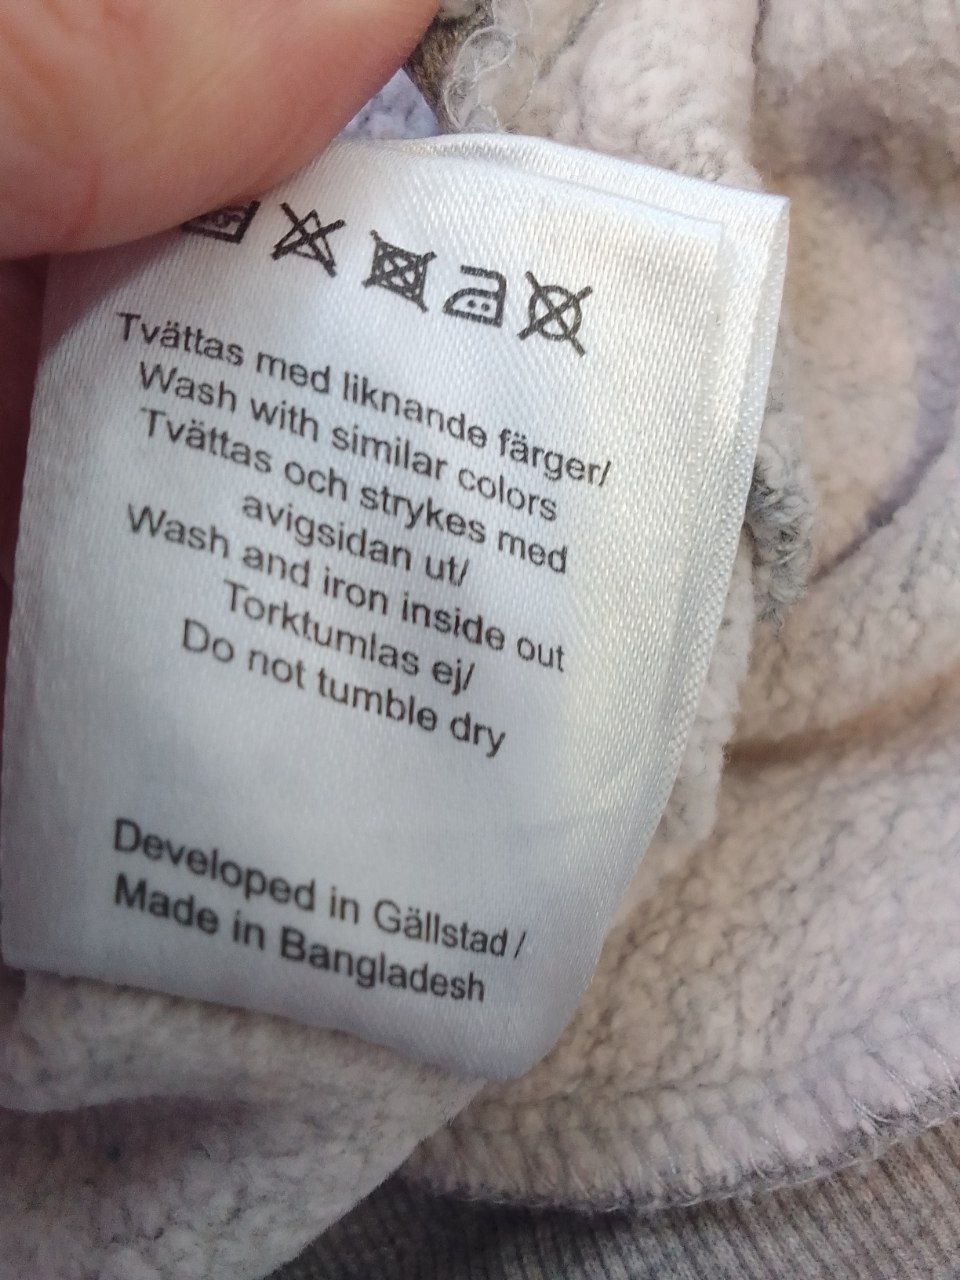 Tvättas med liknande färger/
Wash with similar colors
Tvättas och strykes med
avigsidan ut/
Wash and iron inside out
Torktumlas ej/
Do not tumble dry
Developed in Gällstad /
Made in Bangladesh